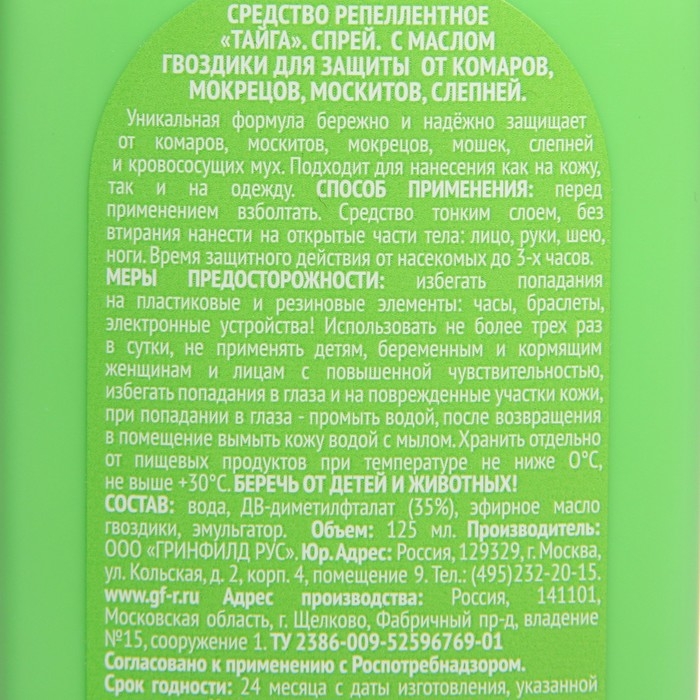 СРЕДСТВО РЕПЕЛЛЕНТНОЕ
«ТАЙГА». СПРЕЙ. С МАСЛОМ
ГВОЗДИКИ ДЛЯ ЗАЩИТЫ ОТ КОМАРОВ,
МОКРЕЦОВ, МОСКИТОВ, СЛЕПНЕЙ.
Уникальная формула бережно и надёжно защищает
от комаров, москитов, мокрецов, мошек, слепней
и кровососущих мух. Подходит для нанесения как на кожу,
так и на одежду. СПОСОБ ПРИМЕНЕНИЯ: перед
применением взболтать. Средство тонким слоем, без
втирания нанести на открытые части тела: лицо, руки, шею,
ноги. Время защитного действия от насекомых до 3-х часов.
МЕРЫ ПРЕДОСТОРОЖНОСТИ: избегать попадания
на пластиковые и резиновые элементы: часы, браслеты,
электронные устройства! Использовать не более трех раз
в сутки, не применять детям, беременным и кормящим
женщинам и лицам с повышенной чувствительностью,
избегать попадания в глаза и на поврежденные участки кожи,
при попадании в глаза - промыть водой, после возвращения
в помещение вымыть кожу водой с мылом. Хранить отдельно
от пищевых продуктов при температуре не ниже 0°С,
не выше +30°С. БЕРЕЧЬ ОТ ДЕТЕЙ И ЖИВОТНЫХ!
СОСТАВ: вода, ДВ-диметилфталат (35%), эфирное масло
гвоздики, эмульгатор. Объем: 125 мл. Производитель:
ООО «ГРИНФИЛД РУС». Юр. Адрес: Россия, 129329, г. Москва,
ул. Кольская, д. 2, корп. 4, помещение 9. Тел.: (495)232-20-15.
www.gf-r.ru Адрес производства: Россия, 141101,
Московская область, г. Щелково, Фабричный пр-д, владение
№15, сооружение 1. ТУ 2386-009-52596769-01
Согласовано к применению с Роспотребнадзором.
Срок годности: 24 месяца с даты изготовления, указанной